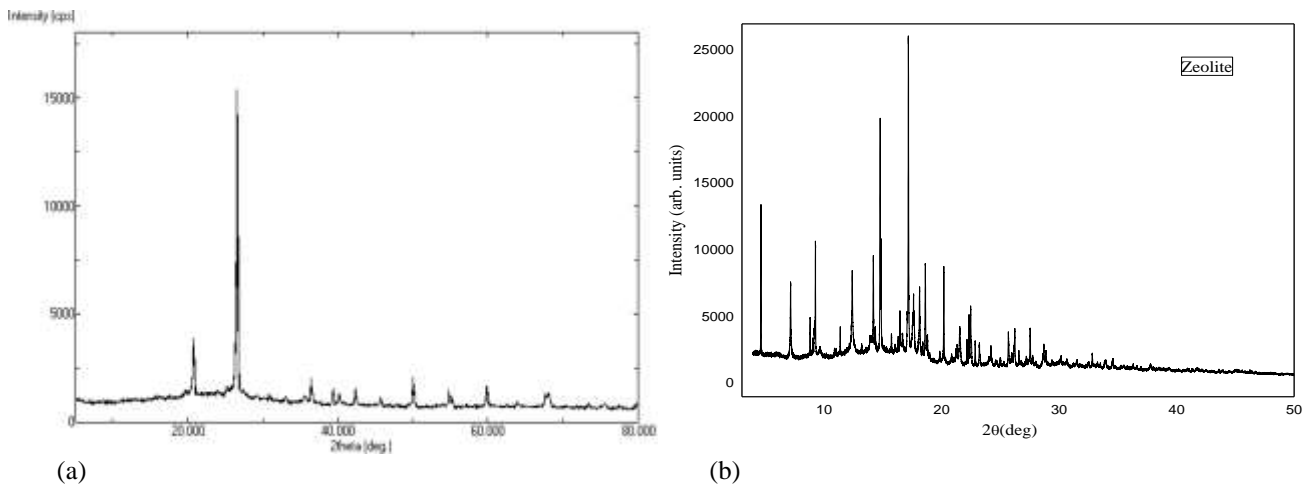 Intensity [cps]
15000
10000
5000
0
20.000
40.000
60.000
80.000
2theta [deg.]
(a)
Zeolite
Intensity (arb. units)
25000
20000
15000
10000
5000
0
10
20
30
40
50
2θ(deg)
(b)